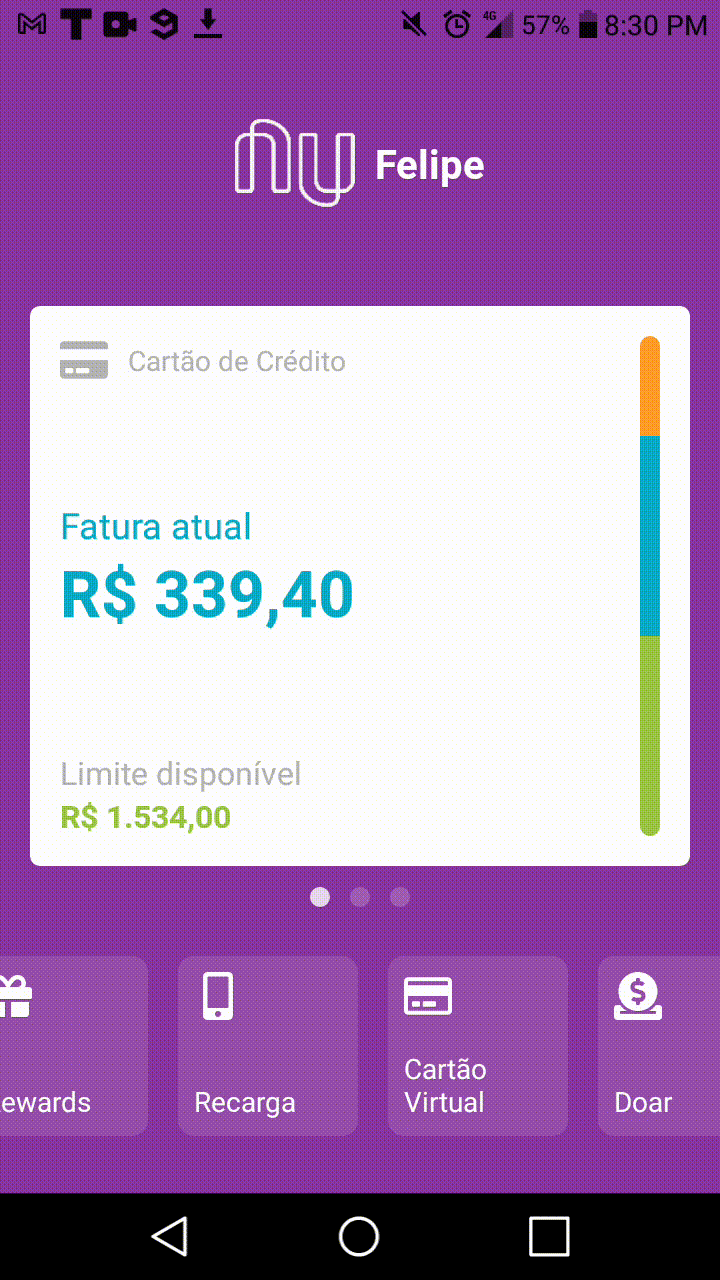 4G 57% 8:30 PM
nu Felipe
Cartão de Crédito
Fatura atual
R$ 339,40
Limite disponível
R$ 1.534,00
ewards
Recarga
Cartão
Virtual
Doar